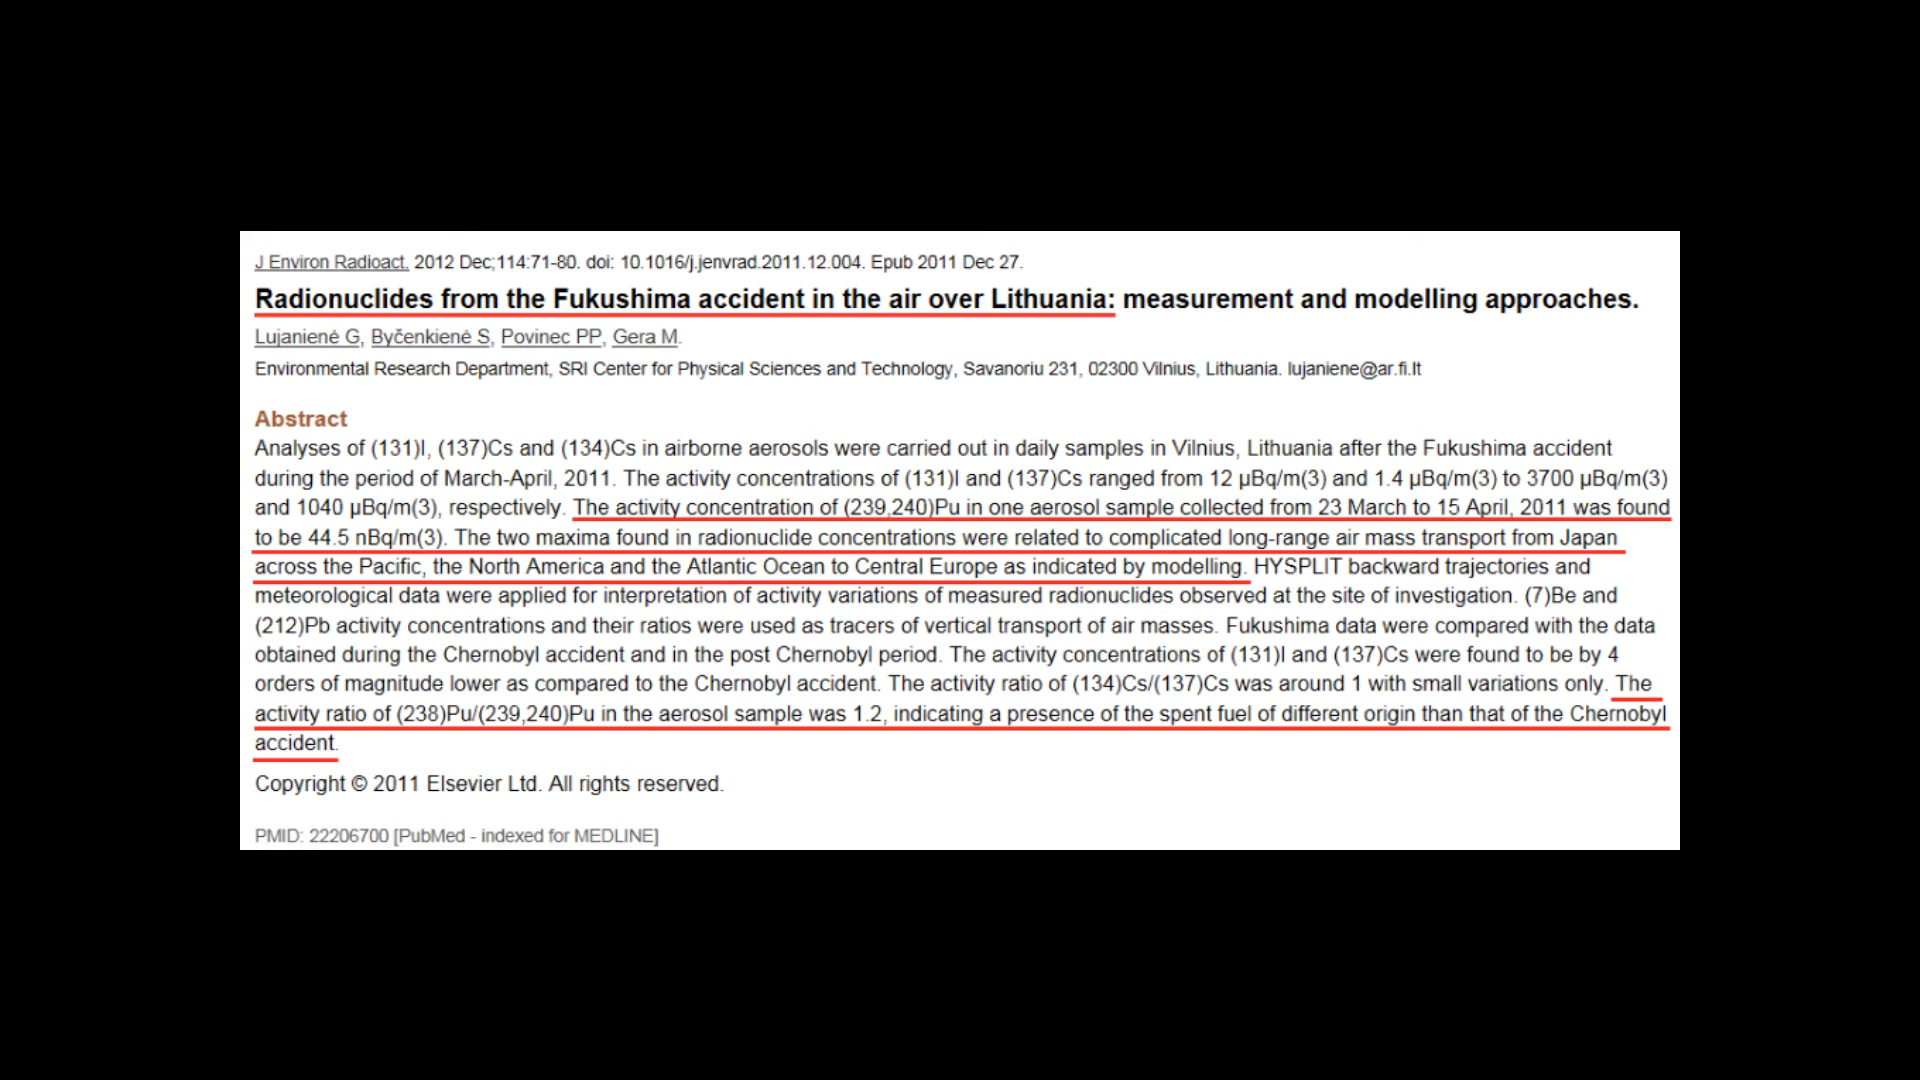 J Environ Radioact. 2012 Dec;114:71-80. doi: 10.1016/j.jenvrad.2011.12.004. Epub 2011 Dec 27.
Radionuclides from the Fukushima accident in the air over Lithuania: measurement and modelling approaches.
Lujanienė G, Byčenkienė S, Povinec PP, Gera M.
Environmental Research Department, SRI Center for Physical Sciences and Technology, Savanoriu 231, 02300 Vilnius, Lithuania. lujaniene@ar.fi.lt
Abstract
Analyses of (131)I, (137)Cs and (134)Cs in airborne aerosols were carried out in daily samples in Vilnius, Lithuania after the Fukushima accident
during the period of March-April, 2011. The activity concentrations of (131)I and (137)Cs ranged from 12 μBq/m(3) and 1.4 μBq/m(3) to 3700 μBq/m(3)
and 1040 μBq/m(3), respectively. The activity concentration of (239,240)Pu in one aerosol sample collected from 23 March to 15 April, 2011 was found
to be 44.5 nBq/m(3). The two maxima found in radionuclide concentrations were related to complicated long-range air mass transport from Japan
across the Pacific, the North America and the Atlantic Ocean to Central Europe as indicated by modelling. HYSPLIT backward trajectories and
meteorological data were applied for interpretation of activity variations of measured radionuclides observed at the site of investigation. (7)Be and
(212)Pb activity concentrations and their ratios were used as tracers of vertical transport of air masses. Fukushima data were compared with the data
obtained during the Chernobyl accident and in the post Chernobyl period. The activity concentrations of (131)I and (137)Cs were found to be by 4
orders of magnitude lower as compared to the Chernobyl accident. The activity ratio of (134)Cs/(137)Cs was around 1 with small variations only. The
activity ratio of (238)Pu/(239,240)Pu in the aerosol sample was 1.2, indicating a presence of the spent fuel of different origin than that of the Chernobyl
accident.
Copyright © 2011 Elsevier Ltd. All rights reserved.
PMID: 22206700 [PubMed - indexed for MEDLINE]